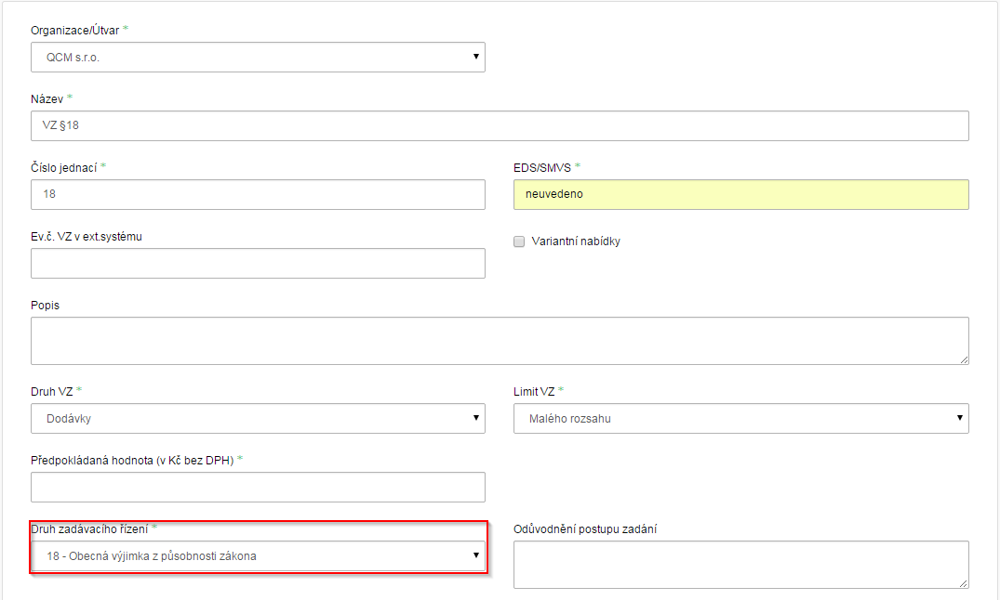 Organizace/Útvar *
QCM s.r.o.
Název *
VZ §18
Číslo jednací *
EDS/SMVS *
18
neuvedeno
Ev.č. VZ v ext.systému
Variantní nabídky
Popis
Druh VZ *
Limit VZ *
Dodávky
Malého rozsahu
Předpokládaná hodnota (v Kč bez DPH) *
Druh zadávacího řízení *
Odůvodnění postupu zadání
18 - Obecná výjimka z působnosti zákona